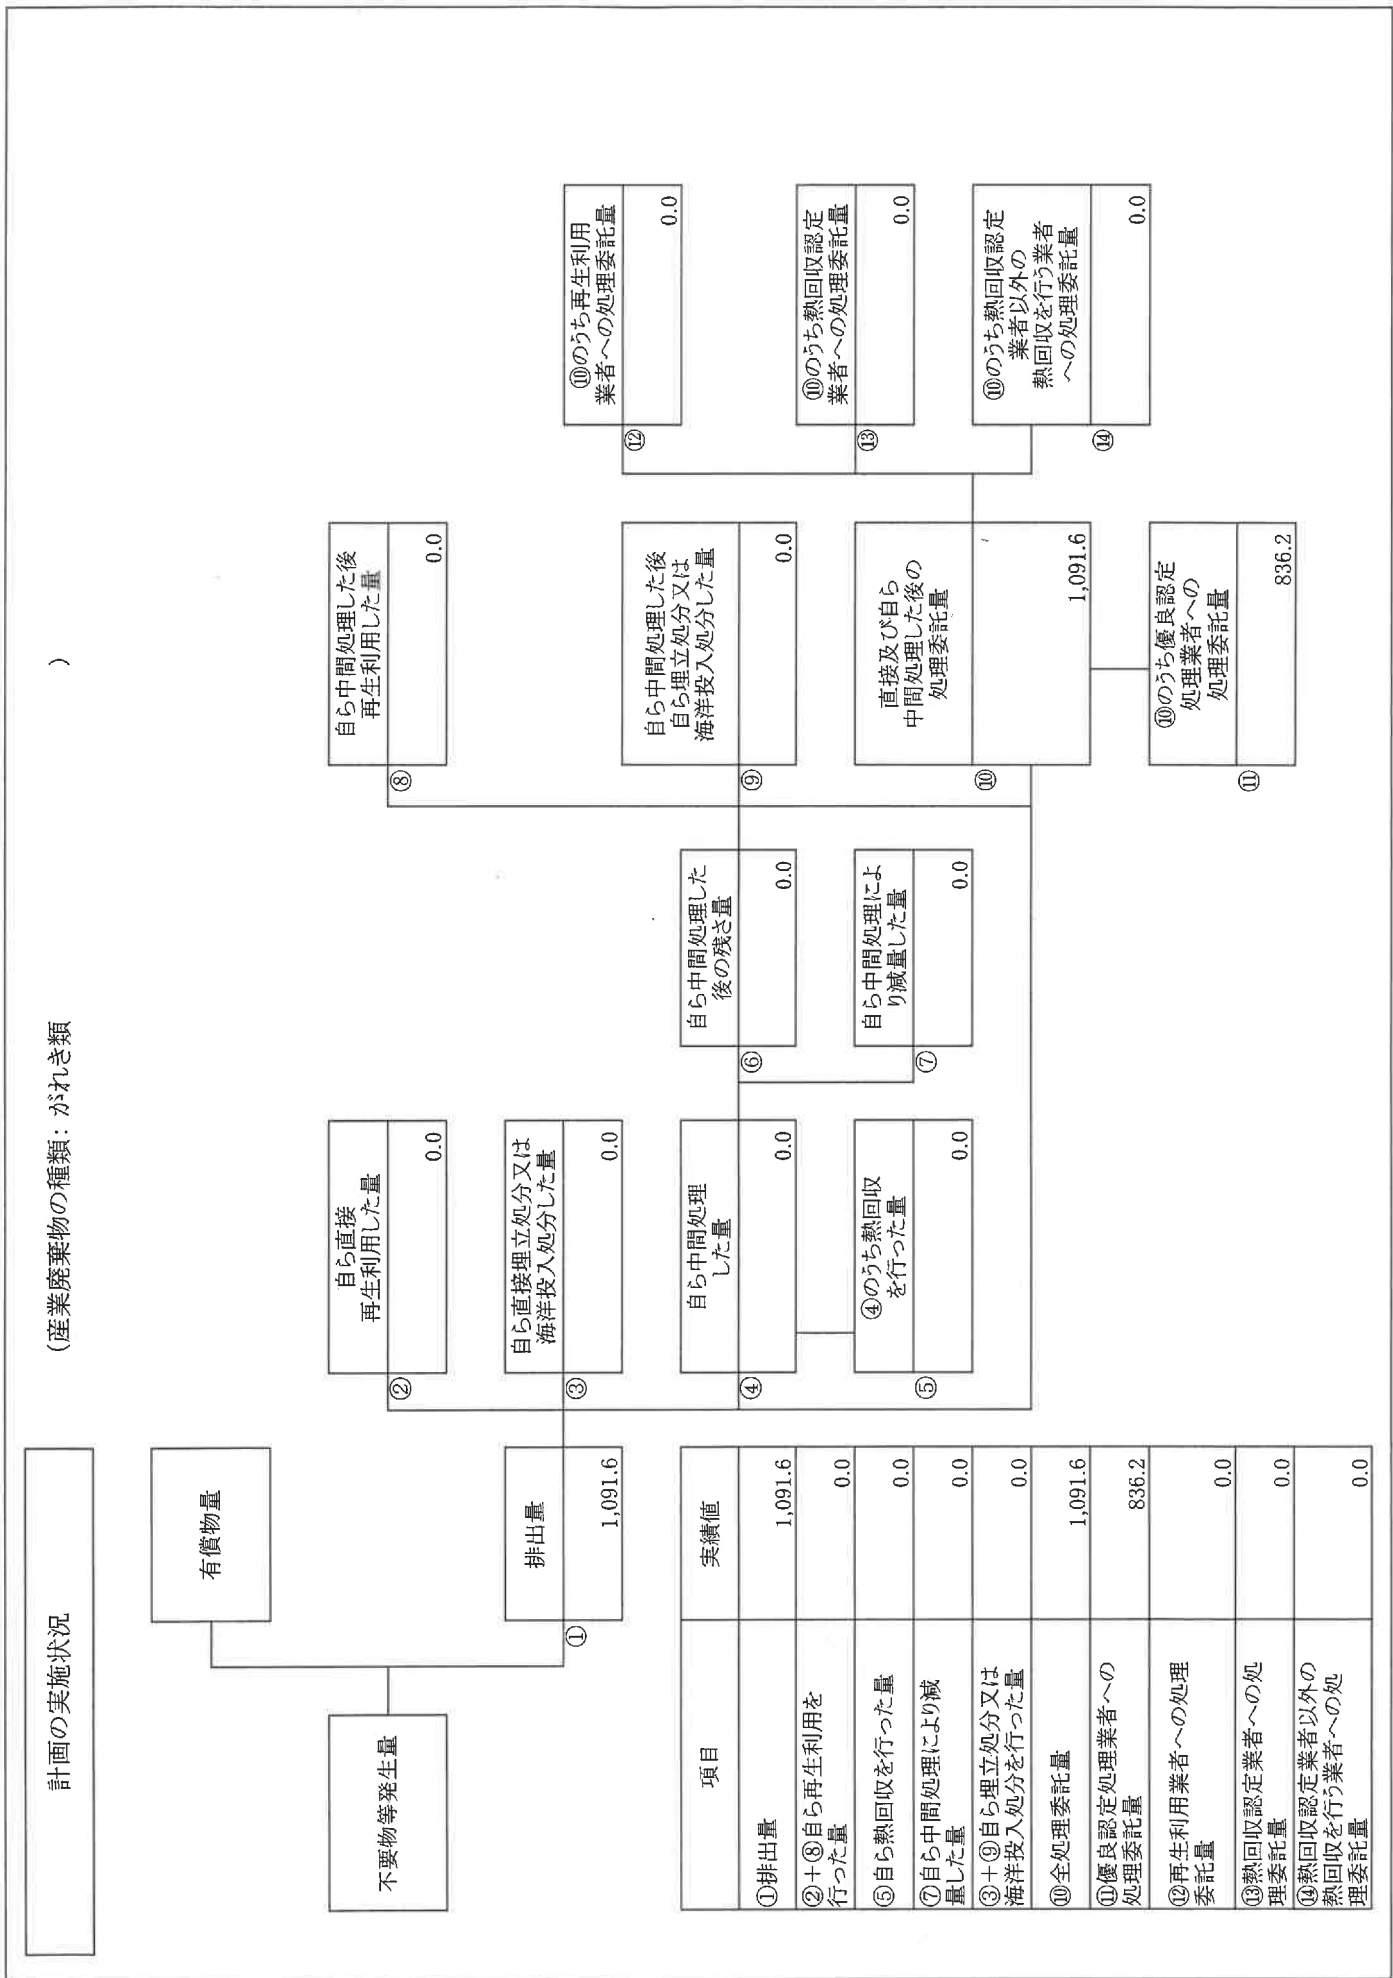 計画の実施状況
(産業廃棄物の種類：がれき類
)
不要物等発生量
有償物量
①
排出量
1,091.6
②
自ら直接
再生利用した量
0.0
③
自ら直接埋立処分又は
海洋投入処分した量
0.0
④
自ら中間処理
した量
0.0
⑤
④のうち熱回収
を行った量
0.0
⑥
自ら中間処理した
後の残さ量
0.0
⑦
自ら中間処理によ
り減量した量
0.0
⑧
自ら中間処理した後
再生利用した量
0.0
⑨
自ら中間処理した後
自ら埋立処分又は
海洋投入処分した量
0.0
⑩
直接及び自ら
中間処理した後の
処理委託量
1,091.6
⑪
⑩のうち優良認定
処理業者への
処理委託量
836.2
⑫
⑩のうち再生利用
業者への処理委託量
0.0
⑬
⑩のうち熱回収認定
業者への処理委託量
0.0
⑭
⑩のうち熱回収認定
業者以外の
熱回収を行う業者
への処理委託量
0.0
項目
実績値
①排出量
1,091.6
②＋⑧自ら再生利用を
行った量
0.0
⑤自ら熱回収を行った量
0.0
⑦自ら中間処理により減
量した量
0.0
③＋⑨自ら埋立処分又は
海洋投入処分を行った量
0.0
⑩全処理委託量
1,091.6
⑪優良認定処理業者への
処理委託量
836.2
⑫再生利用業者への処理
委託量
0.0
⑬熱回収認定業者への処
理委託量
0.0
⑭熱回収認定業者以外の
熱回収を行う業者への処
理委託量
0.0